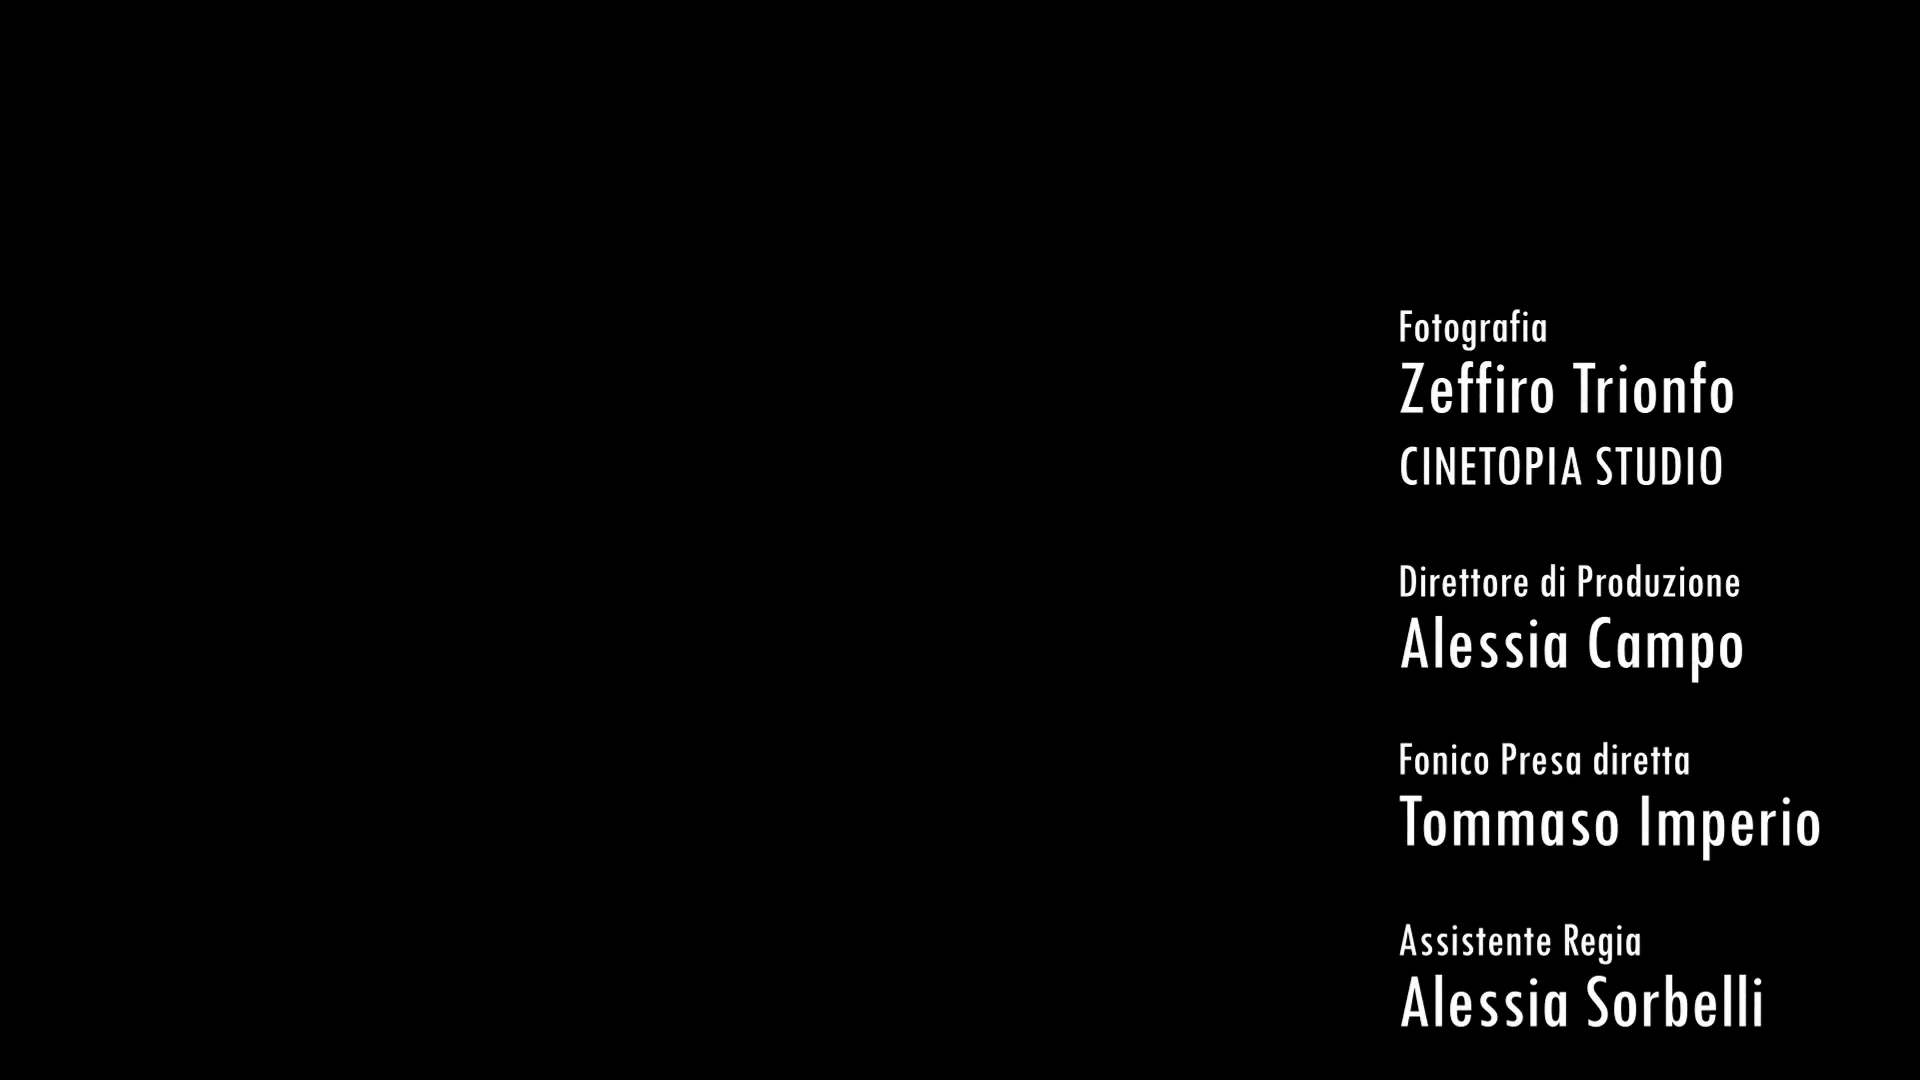 Fotografia
Zeffiro Trionfo
CINETOPIA STUDIO
Direttore di Produzione
Alessia Campo
Fonico Presa diretta
Tommaso Imperio
Assistente Regia
Alessia Sorbelli